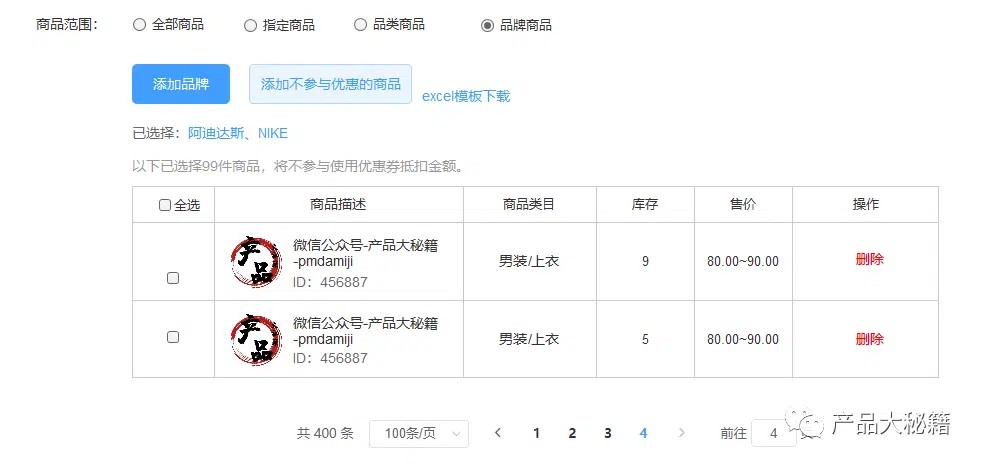 商品范围： 全部商品 指定商品 品类商品 品牌商品
添加品牌 添加不参与优惠的商品 excel模板下载
已选择：阿迪达斯、NIKE
以下已选择99件商品，将不参与使用优惠券抵扣金额。
全选 商品描述 商品类目 库存 售价 操作
产品 微信公众号-产品大秘籍
-pmdamiji
ID：456887
男装/上衣 9 80.00~90.00 删除
产品 微信公众号-产品大秘籍
-pmdamiji
ID：456887
男装/上衣 5 80.00~90.00 删除
共 400 条 100条/页 1 2 3 4 前往 4
产品大秘籍